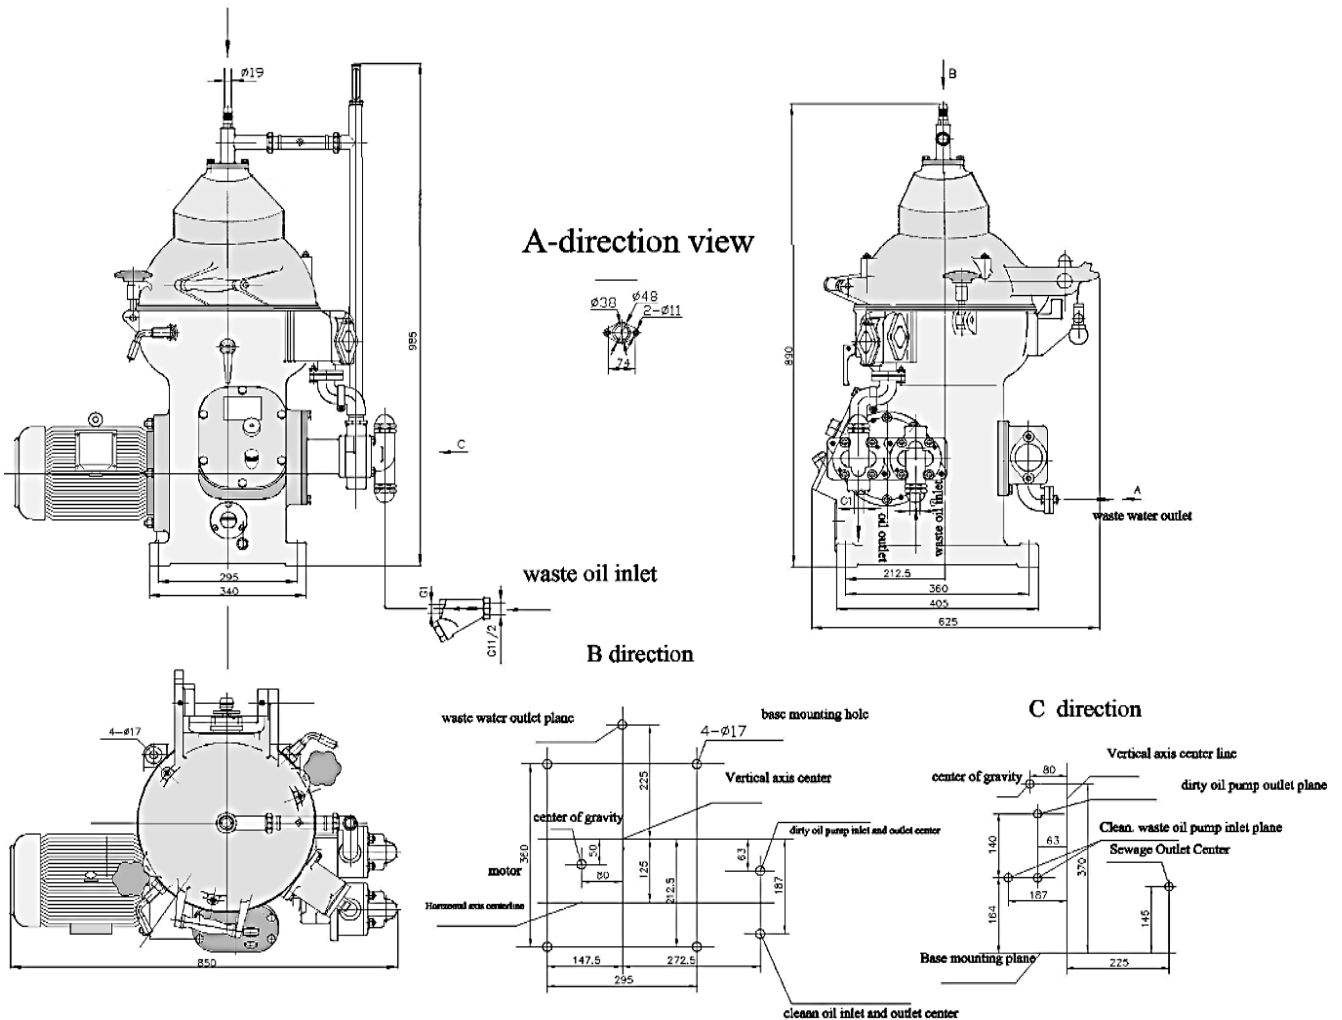 ø19
985
295
340
A-direction view
ø38
ø48
2-ø11
74
B
890
C
A
waste water outlet
G1
oil outlet
waste oil inlet
212.5
360
405
625
waste oil inlet
G1
G11/2
4-ø17
850
B direction
waste water outlet plane
base mounting hole
4-ø17
225
Vertical axis center
center of gravity
dirty oil pump inlet and outlet center
360
50
125
63
187
motor
80
212.5
Horizontal axis centerline
147.5
272.5
295
cleaan oil inlet and outlet center
C direction
Vertical axis center line
center of gravity
80
dirty oil pump outlet plane
Clean. waste oil pump inlet plane
63
140
370
Sewage Outlet Center
187
164
145
Base mounting plane
225